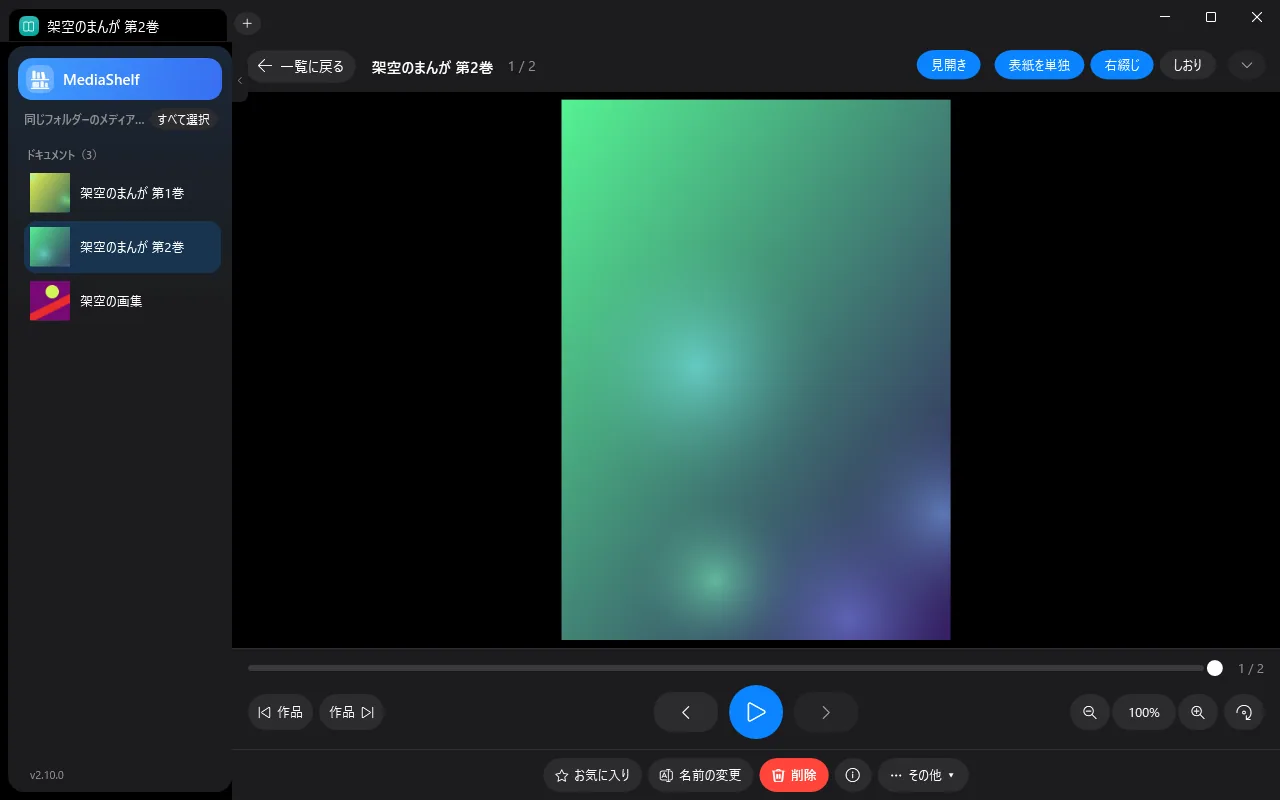 架空のまんが 第2巻
MediaShelf
同じフォルダーのメディア... すべて選択
ドキュメント（3）
架空のまんが 第1巻
架空のまんが 第2巻
架空の画集
v2.10.0
一覧に戻る 架空のまんが 第2巻 1 / 2 見開き 表紙を単独 右綴じ しおり
1 / 2
作品 作品 100%
お気に入り 名前の変更 削除 その他